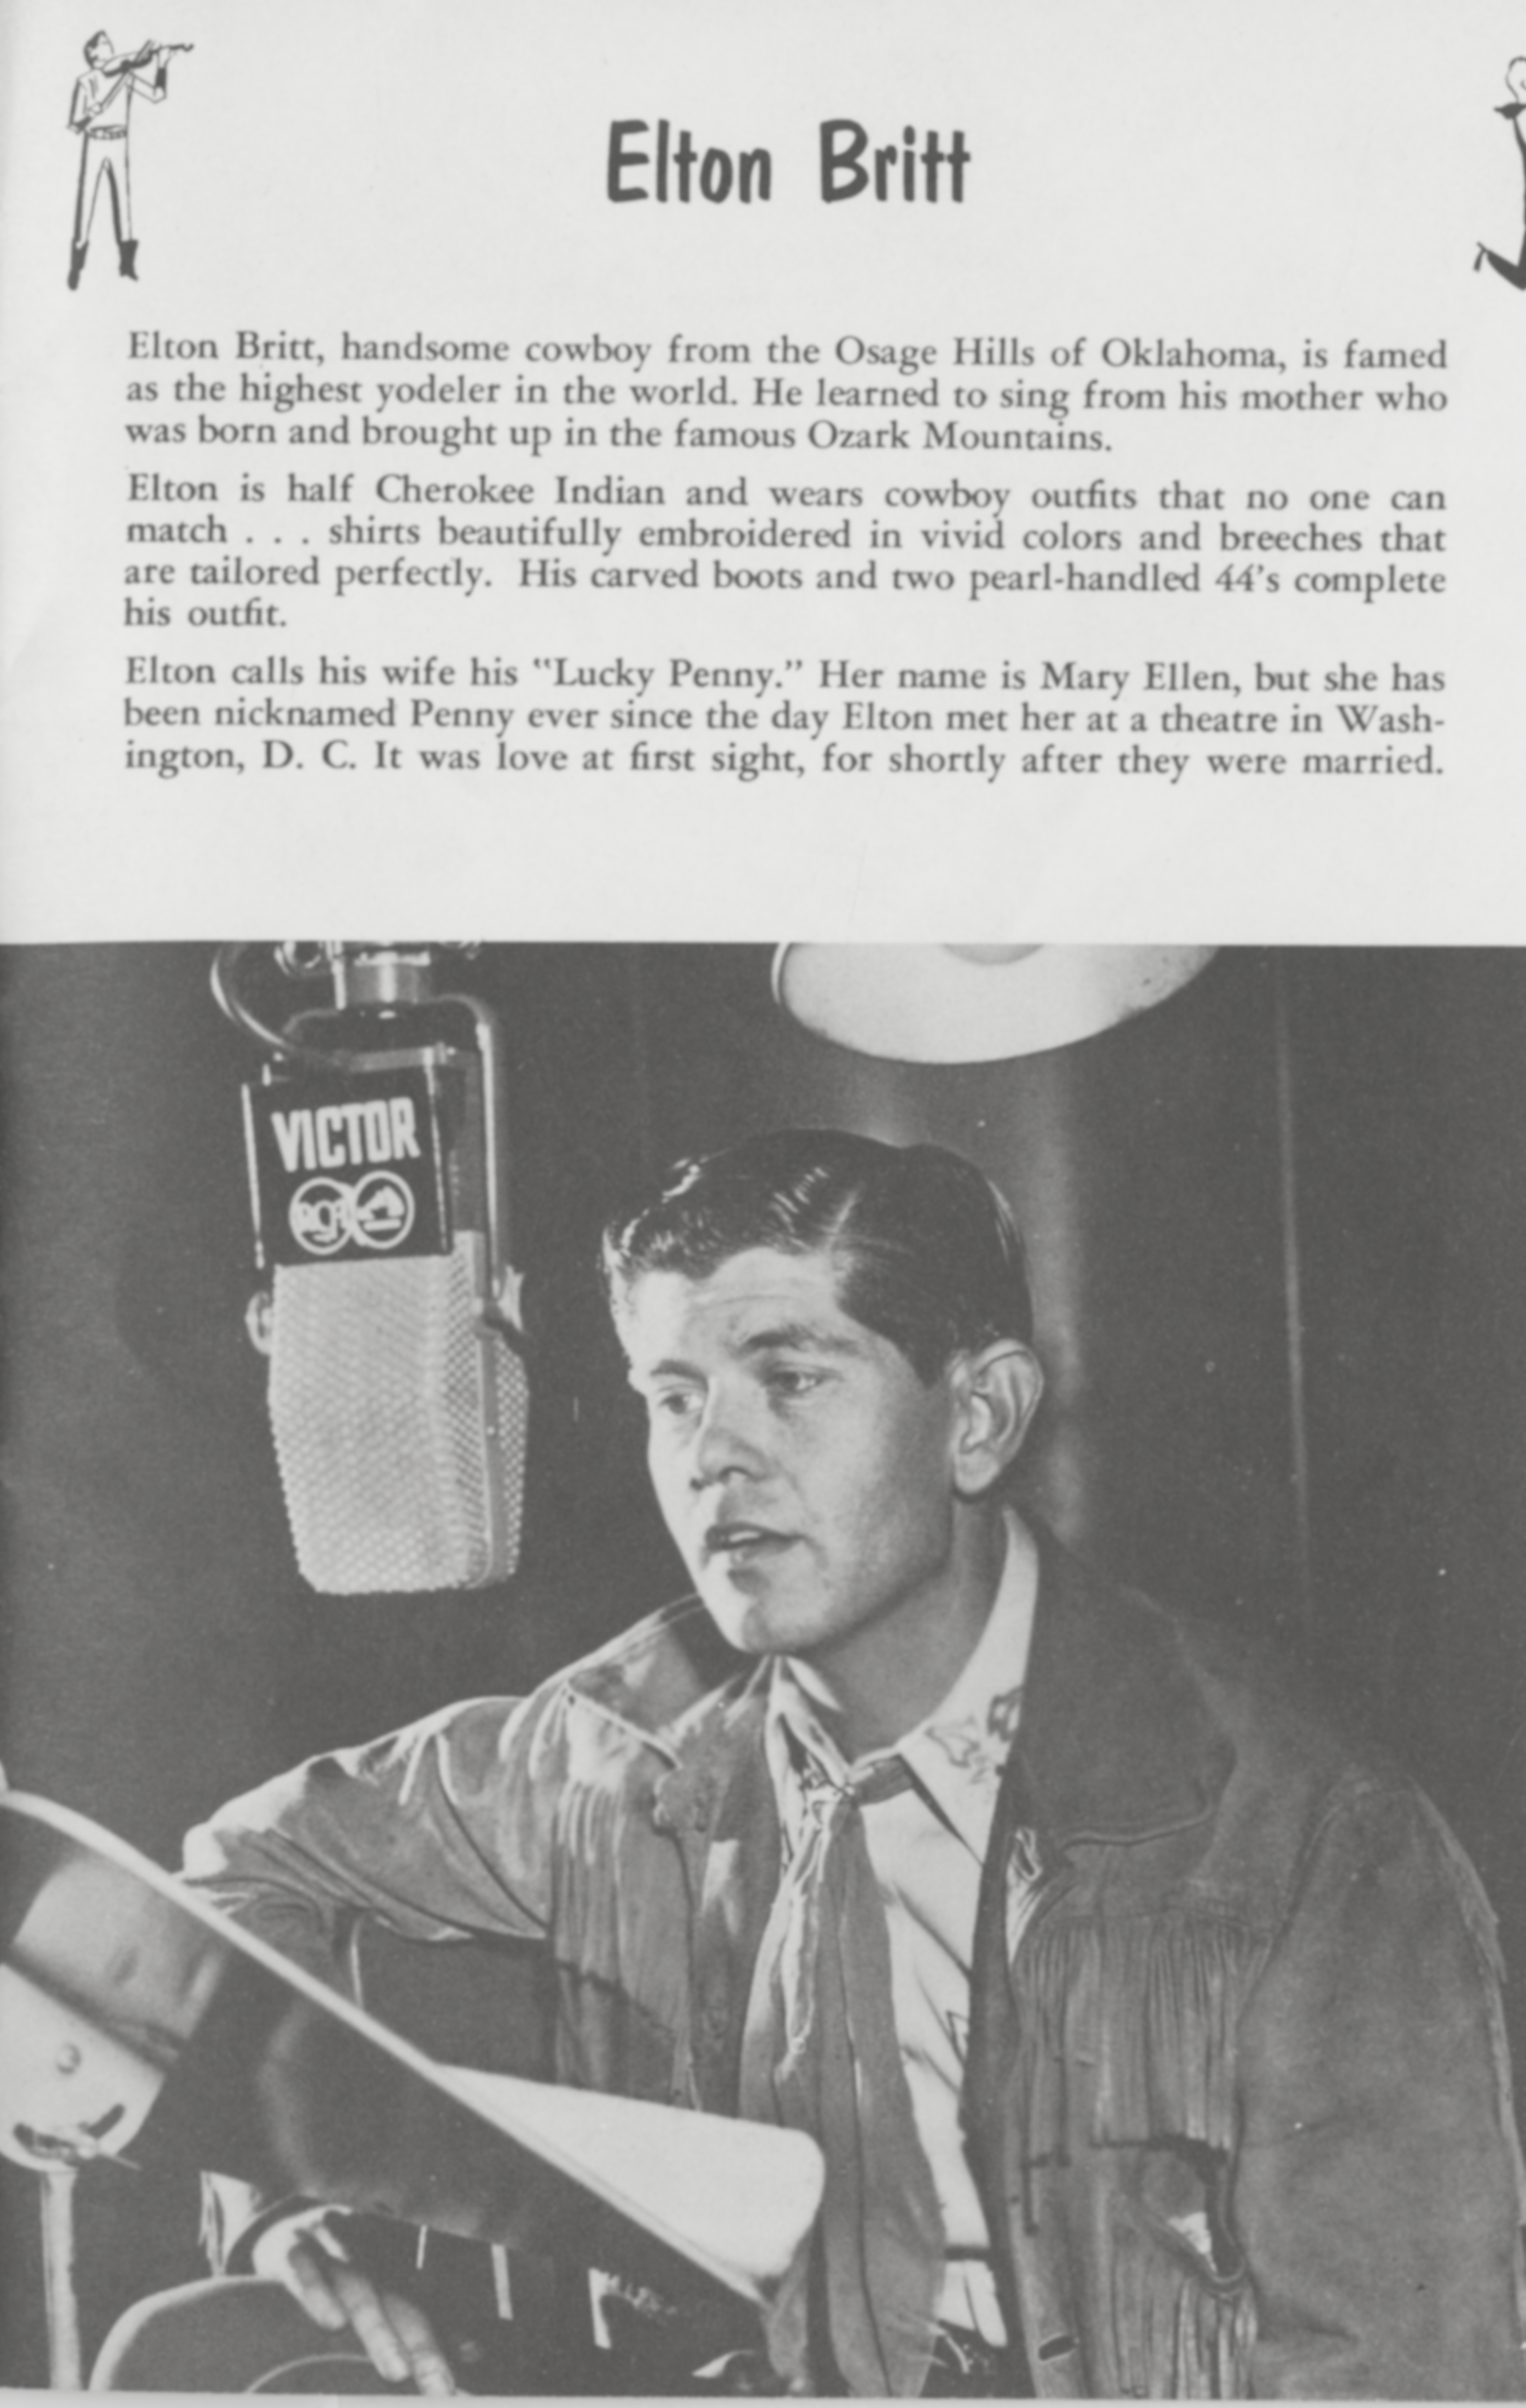 Elton Britt
Elton Britt, handsome cowboy from the Osage Hills of Oklahoma, is famed
as the highest yodeler in the world. He learned to sing from his mother who
was born and brought up in the famous Ozark Mountains.
Elton is half Cherokee Indian and wears cowboy outfits that no one can
match . . . shirts beautifully embroidered in vivid colors and breeches that
are tailored perfectly. His carved boots and two pearl-handled 44's complete
his outfit.
Elton calls his wife his "Lucky Penny." Her name is Mary Ellen, but she has
been nicknamed Penny ever since the day Elton met her at a theatre in Wash-
ington, D. C. It was love at first sight, for shortly after they were married.
VICTOR
RCA